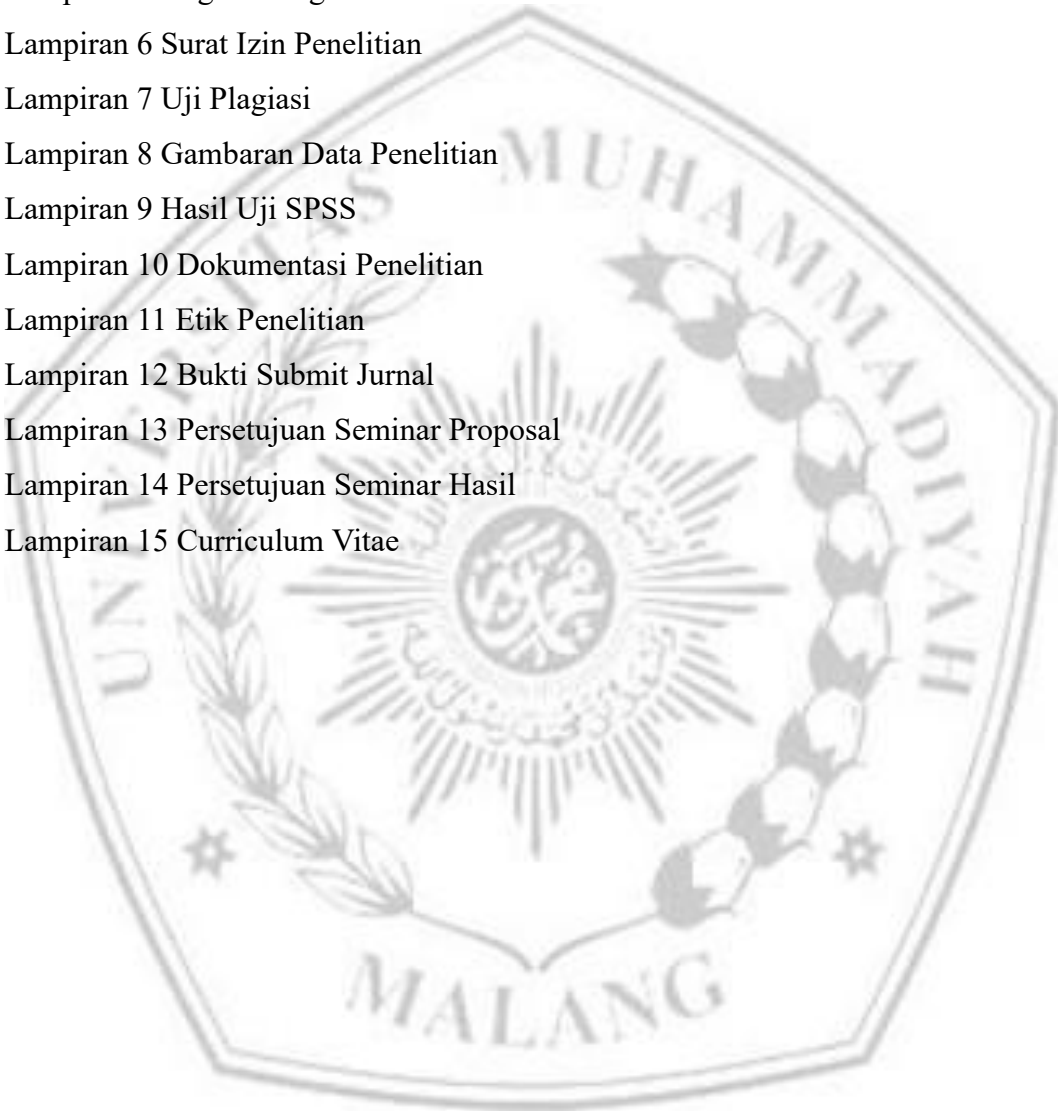 Lampiran 6 Surat Izin Penelitian
Lampiran 7 Uji Plagiasi
Lampiran 8 Gambaran Data Penelitian
Lampiran 9 Hasil Uji SPSS
Lampiran 10 Dokumentasi Penelitian
Lampiran 11 Etik Penelitian
Lampiran 12 Bukti Submit Jurnal
Lampiran 13 Persetujuan Seminar Proposal
Lampiran 14 Persetujuan Seminar Hasil
Lampiran 15 Curriculum Vitae
UNIVERSITAS MUHAMMADIYAH
MALANG